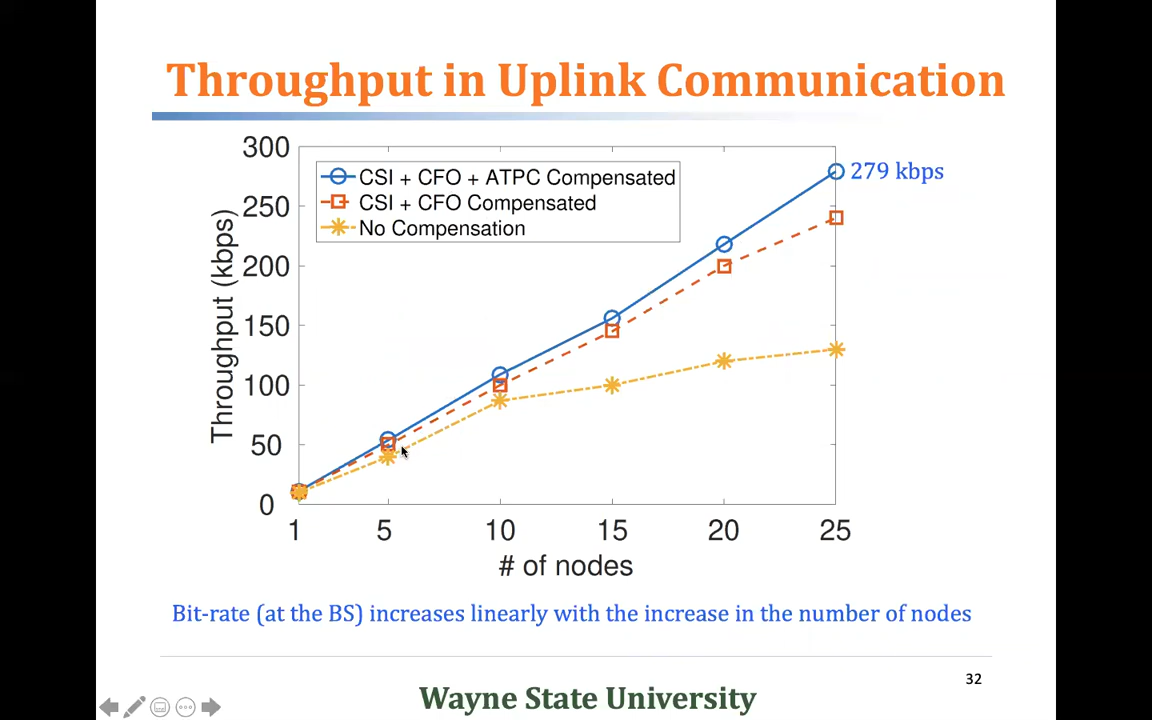 Throughput in Uplink Communication
300
250
200
150
100
50
0
Throughput (kbps)
CSI + CFO + ATPC Compensated
CSI + CFO Compensated
No Compensation
279 kbps
1 5 10 15 20 25
# of nodes
Bit-rate (at the BS) increases linearly with the increase in the number of nodes
32
Wayne State University